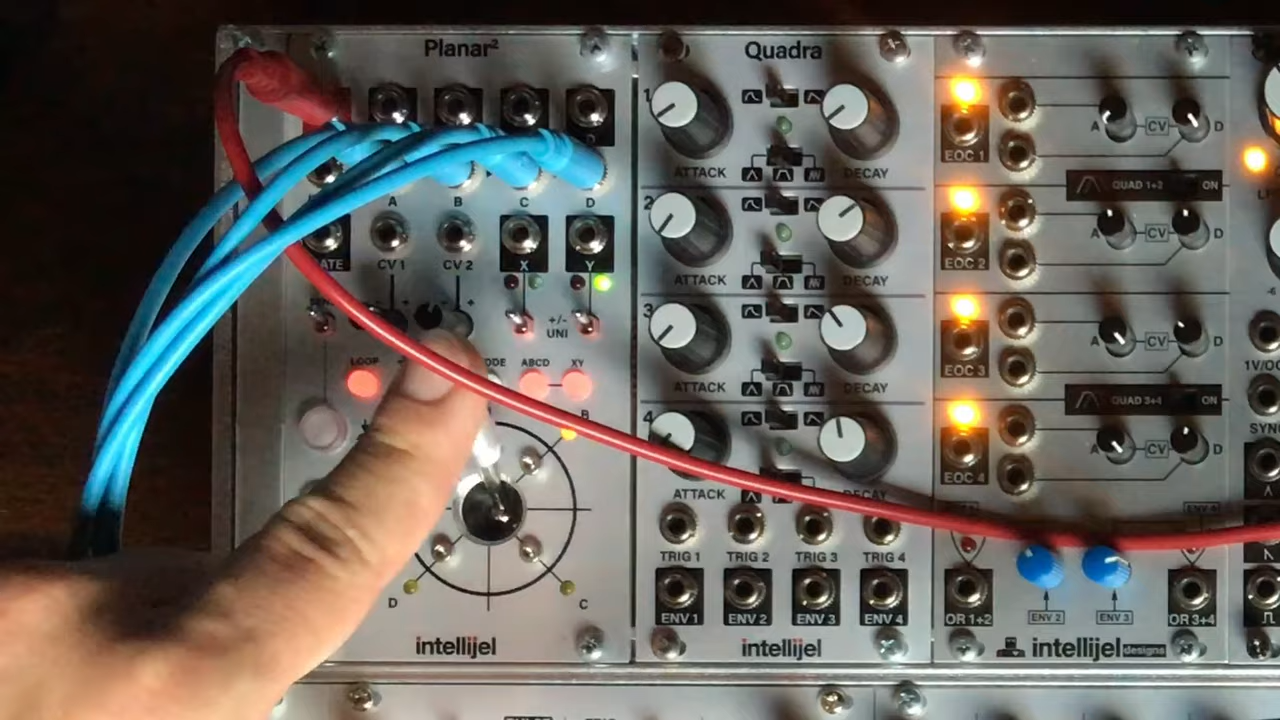 Planar²
Quadra
1
EOC 1
A
CV
D
ATTACK
DECAY
QUAD 1+2
ON
A
B
C
D
2
EOC 2
A
CV
D
CV 1
CV 2
X
Y
ATTACK
DECAY
+
+/-
UNI
3
EOC 3
A
CV
D
1V/O
LOOP
ABCD
XY
ATTACK
DECAY
QUAD 3+4
ON
B
4
EOC 4
A
CV
D
SYN
ATTACK
DECAY
TRIG 1
TRIG 2
TRIG 3
TRIG 4
D
C
ENV 1
ENV 2
ENV 3
ENV 4
OR 1+2
ENV 2
ENV 3
OR 3+4
intellijel
intellijel
intellijel designs